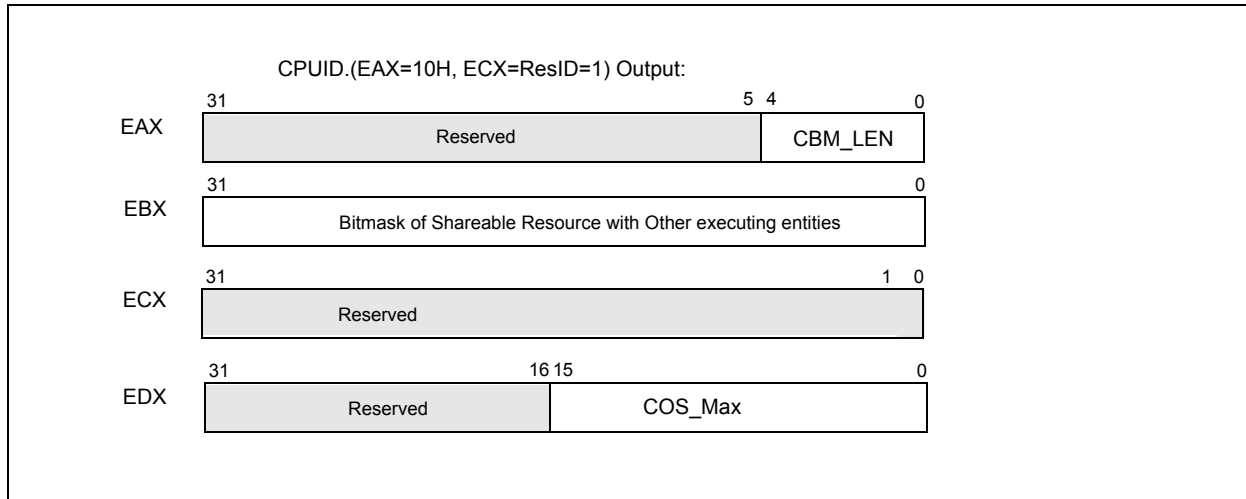 CPUID.(EAX=10H, ECX=ResID=1) Output:
31 5 4 0
EAX Reserved CBM_LEN
31 0
EBX Bitmask of Shareable Resource with Other executing entities
31 1 0
ECX Reserved
31 16 15 0
EDX Reserved COS_Max